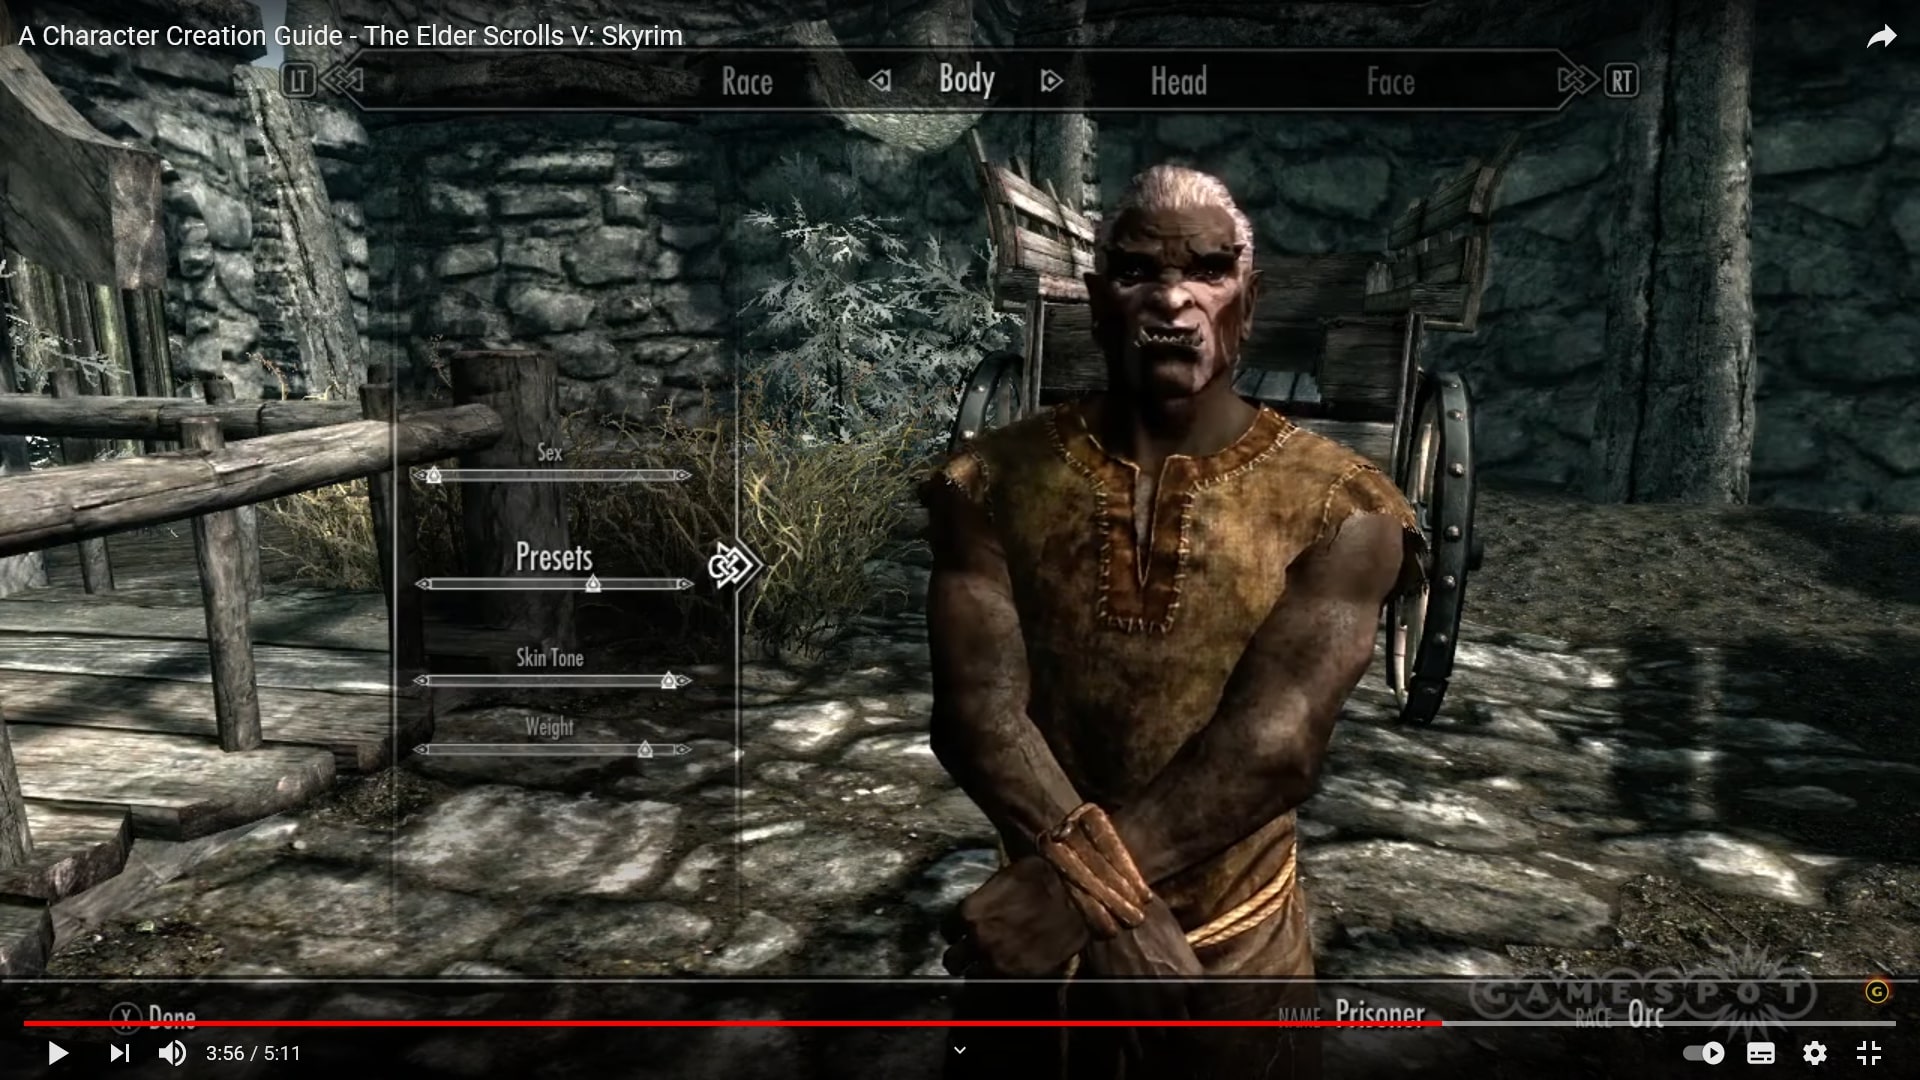 A Character Creation Guide - The Elder Scrolls V: Skyrim
LT Race Body Head Face RT
Sex
Presets
Skin Tone
Weight
GAMESPOT
G
X Done NAME Prisoner RACE Orc
3:56 / 5:11